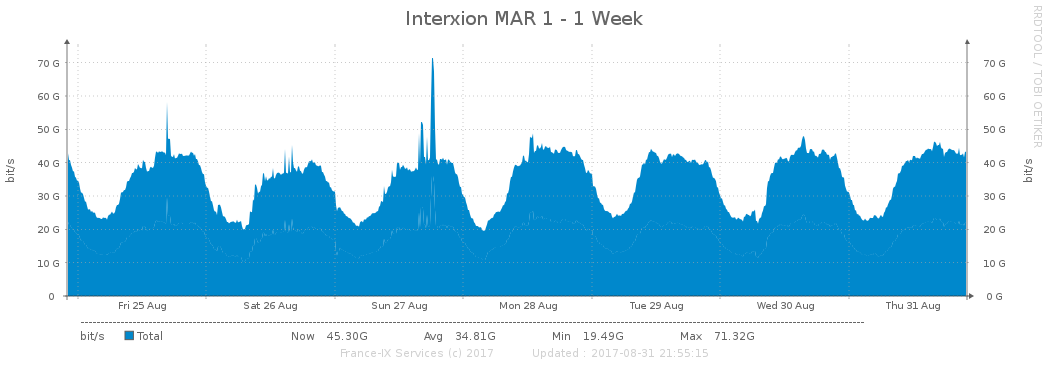 Interxion MAR 1 - 1 Week
RRDTOOL / TOBI OETIKER
bit/s
70 G 70 G
60 G 60 G
50 G 50 G
40 G 40 G
30 G 30 G
20 G 20 G
10 G 10 G
0 0 G
bit/s
Fri 25 Aug Sat 26 Aug Sun 27 Aug Mon 28 Aug Tue 29 Aug Wed 30 Aug Thu 31 Aug
bit/s Total Now 45.30G Avg 34.81G Min 19.49G Max 71.32G
France-IX Services (c) 2017 Updated : 2017-08-31 21:55:15